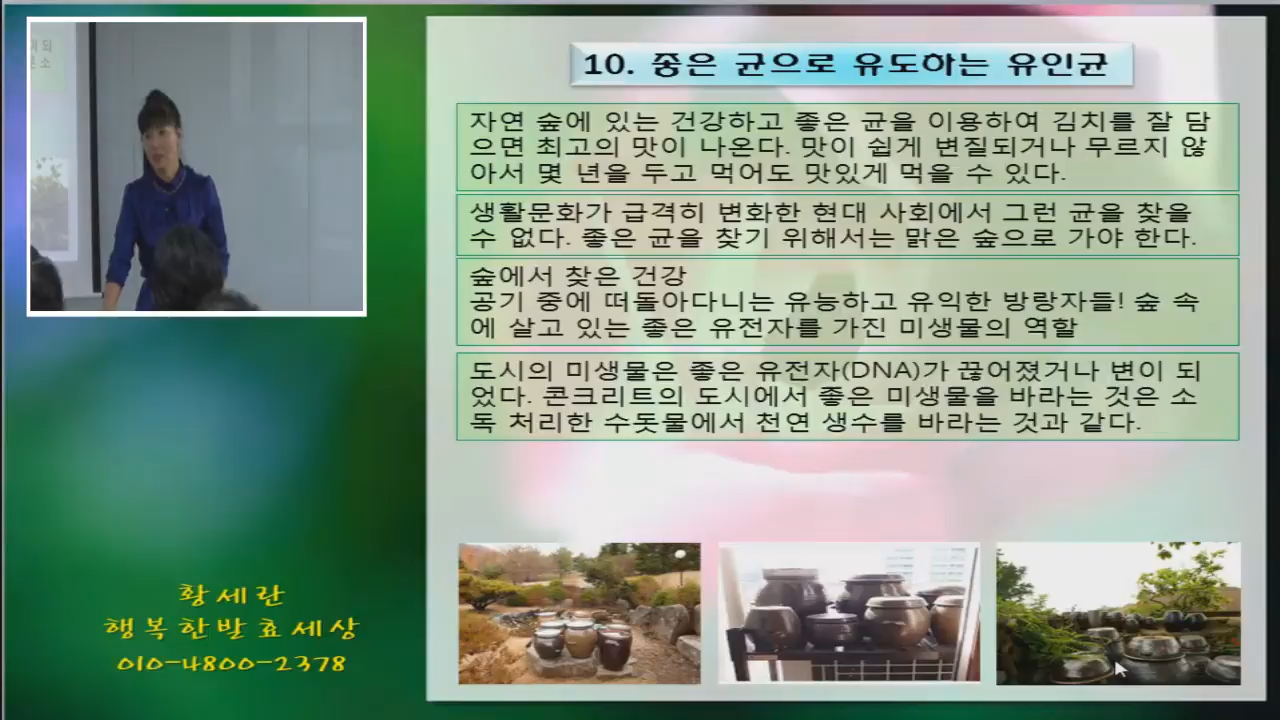 10. 좋은 균으로 유도하는 유인균
자연 숲에 있는 건강하고 좋은 균을 이용하여 김치를 잘 담
으면 최고의 맛이 나온다. 맛이 쉽게 변질되거나 무르지 않
아서 몇 년을 두고 먹어도 맛있게 먹을 수 있다.
생활문화가 급격히 변화한 현대 사회에서 그런 균을 찾을
수 없다. 좋은 균을 찾기 위해서는 맑은 숲으로 가야 한다.
숲에서 찾은 건강
공기 중에 떠돌아다니는 유능하고 유익한 방랑자들! 숲 속
에 살고 있는 좋은 유전자를 가진 미생물의 역할
도시의 미생물은 좋은 유전자(DNA)가 끊어졌거나 변이 되
었다. 콘크리트의 도시에서 좋은 미생물을 바라는 것은 소
독 처리한 수돗물에서 천연 생수를 바라는 것과 같다.
황세란
행복한발효세상
010-4800-2378